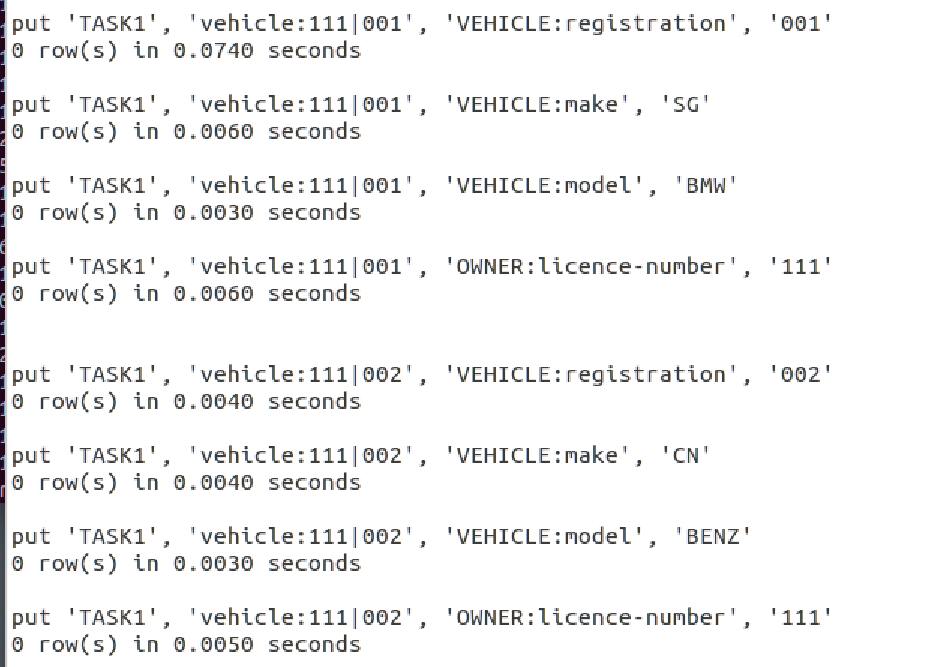 put 'TASK1', 'vehicle:111|001', 'VEHICLE:registration', '001'
0 row(s) in 0.0740 seconds
put 'TASK1', 'vehicle:111|001', 'VEHICLE:make', 'SG'
0 row(s) in 0.0060 seconds
put 'TASK1', 'vehicle:111|001', 'VEHICLE:model', 'BMW'
0 row(s) in 0.0030 seconds
put 'TASK1', 'vehicle:111|001', 'OWNER:licence-number', '111'
0 row(s) in 0.0060 seconds
put 'TASK1', 'vehicle:111|002', 'VEHICLE:registration', '002'
0 row(s) in 0.0040 seconds
put 'TASK1', 'vehicle:111|002', 'VEHICLE:make', 'CN'
0 row(s) in 0.0040 seconds
put 'TASK1', 'vehicle:111|002', 'VEHICLE:model', 'BENZ'
0 row(s) in 0.0030 seconds
put 'TASK1', 'vehicle:111|002', 'OWNER:licence-number', '111'
0 row(s) in 0.0050 seconds